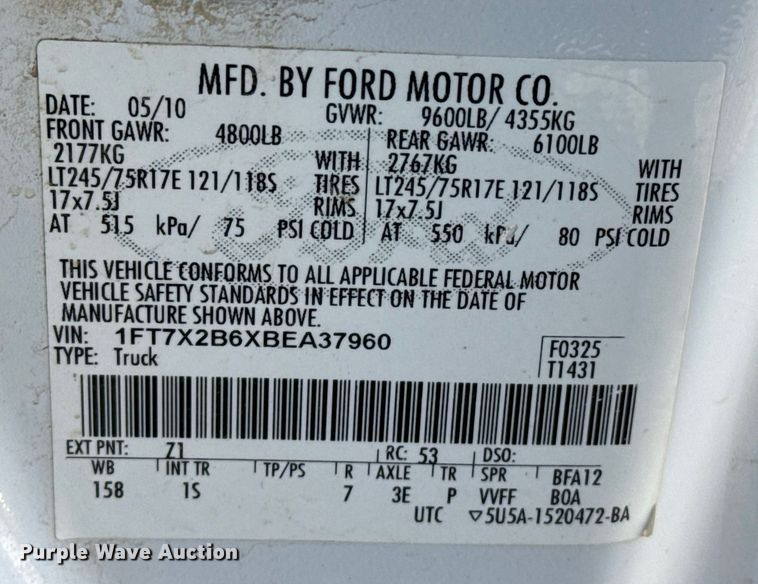 MFD. BY FORD MOTOR CO.
DATE: 05/10 GVWR: 9600LB/ 4355KG
FRONT GAWR: 4800LB REAR GAWR: 6100LB
2177KG WITH 2767KG WITH
LT245/75R17E 121/118S TIRES LT245/75R17E 121/118S TIRES
17x7.5J RIMS 17x7.5J RIMS
AT 515 kPa/ 75 PSI COLD AT 550 kPa/ 80 PSI COLD
THIS VEHICLE CONFORMS TO ALL APPLICABLE FEDERAL MOTOR
VEHICLE SAFETY STANDARDS IN EFFECT ON THE DATE OF
MANUFACTURE SHOWN ABOVE.
VIN: 1FT7X2B6XBEA37960
TYPE: Truck
F0325
T1431
EXT PNT: Z1 RC: 53 DSO:
WB INT TR TP/PS R AXLE TR SPR BFA12
158 1S 7 3E P VVFF BOA
UTC ▽5U5A-1520472-BA
Purple Wave Auction